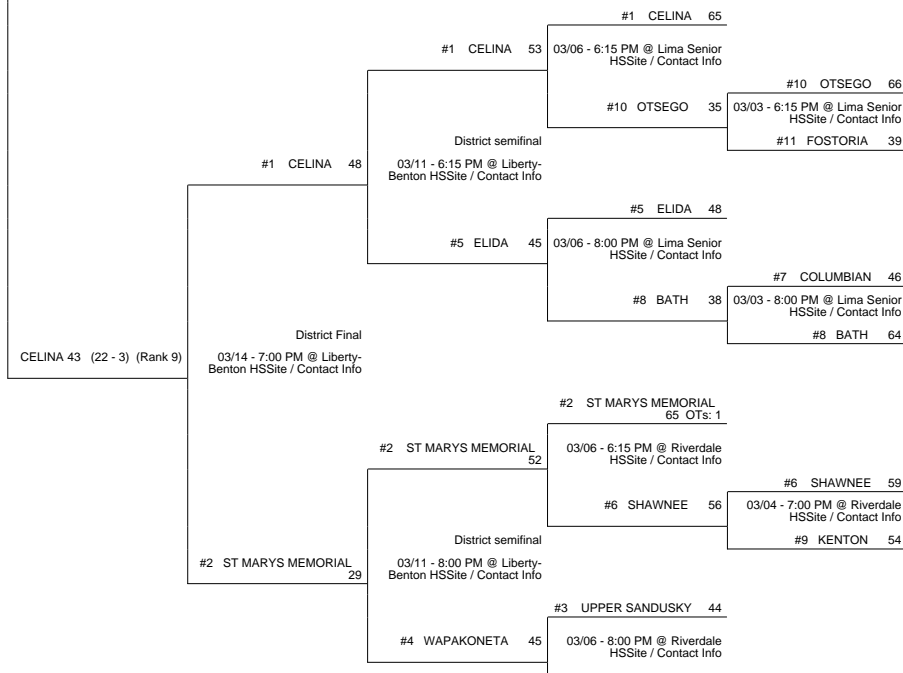 #1 CELINA 65
#1 CELINA 53
03/06 - 6:15 PM @ Lima Senior
HSSite / Contact Info
#10 OTSEGO 66
#10 OTSEGO 35
03/03 - 6:15 PM @ Lima Senior
HSSite / Contact Info
District semifinal
#11 FOSTORIA 39
#1 CELINA 48
03/11 - 6:15 PM @ Liberty-
Benton HSSite / Contact Info
#5 ELIDA 48
#5 ELIDA 45
03/06 - 8:00 PM @ Lima Senior
HSSite / Contact Info
#7 COLUMBIAN 46
#8 BATH 38
03/03 - 8:00 PM @ Lima Senior
HSSite / Contact Info
District Final
#8 BATH 64
CELINA 43 (22 - 3) (Rank 9)
03/14 - 7:00 PM @ Liberty-
Benton HSSite / Contact Info
#2 ST MARYS MEMORIAL
65 OTs: 1
#2 ST MARYS MEMORIAL
52
03/06 - 6:15 PM @ Riverdale
HSSite / Contact Info
#6 SHAWNEE 59
#6 SHAWNEE 56
03/04 - 7:00 PM @ Riverdale
HSSite / Contact Info
District semifinal
#9 KENTON 54
#2 ST MARYS MEMORIAL
29
03/11 - 8:00 PM @ Liberty-
Benton HSSite / Contact Info
#3 UPPER SANDUSKY 44
#4 WAPAKONETA 45
03/06 - 8:00 PM @ Riverdale
HSSite / Contact Info